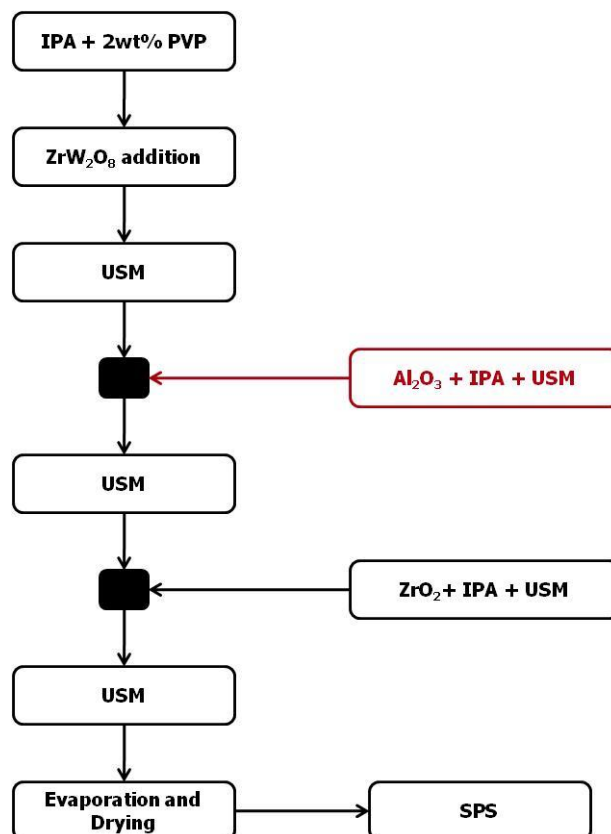 IPA + 2wt% PVP
ZrW₂O₈ addition
USM
Al₂O₃ + IPA + USM
USM
ZrO₂+ IPA + USM
USM
Evaporation and
Drying
SPS